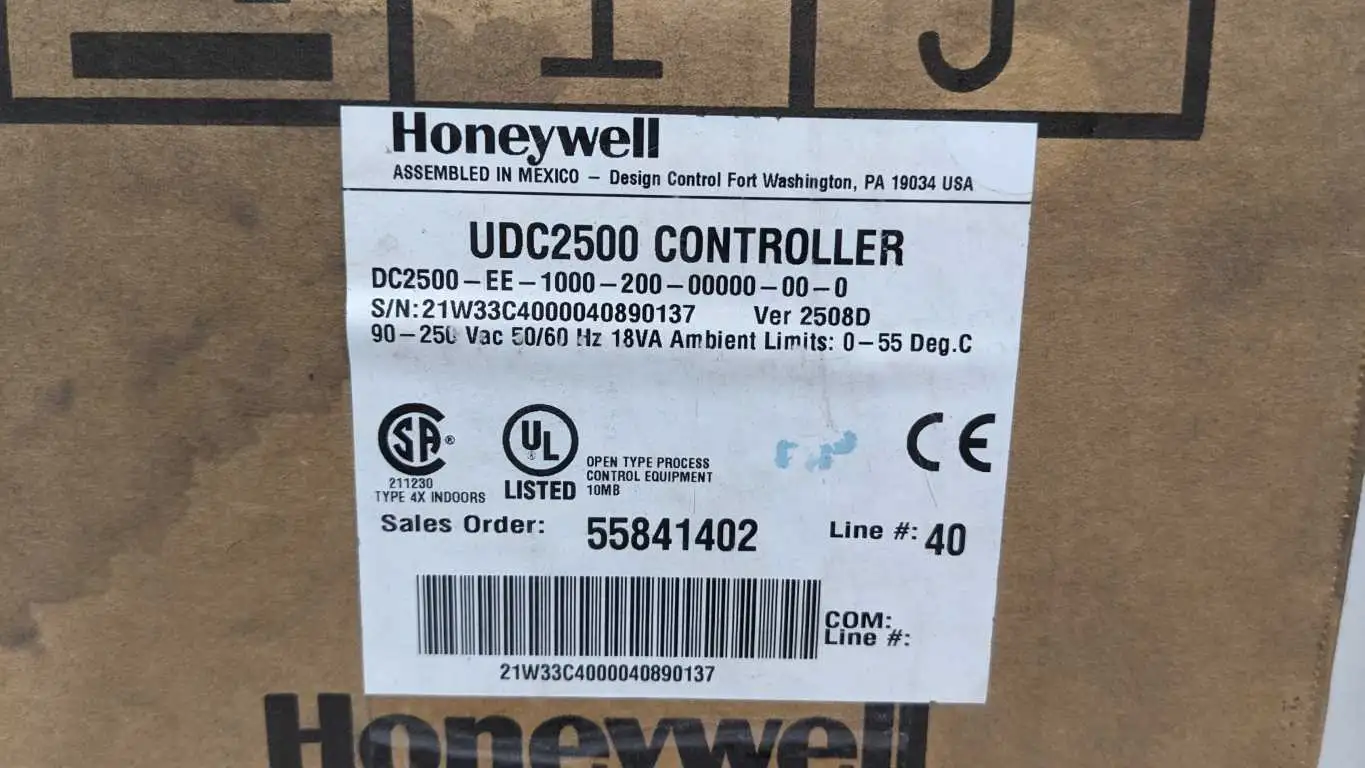 Honeywell
ASSEMBLED IN MEXICO – Design Control Fort Washington, PA 19034 USA
UDC2500 CONTROLLER
DC2500–EE–1000–200–00000–00–0
S/N:21W33C4000040890137 Ver 2508D
90–250 Vac 50/60 Hz 18VA Ambient Limits: 0–55 Deg.C
SA®
UL®
CE
211230
TYPE 4X INDOORS
LISTED
OPEN TYPE PROCESS
CONTROL EQUIPMENT
10MB
Sales Order: 55841402 Line #: 40
COM:
Line #:
21W33C4000040890137
Honeywell